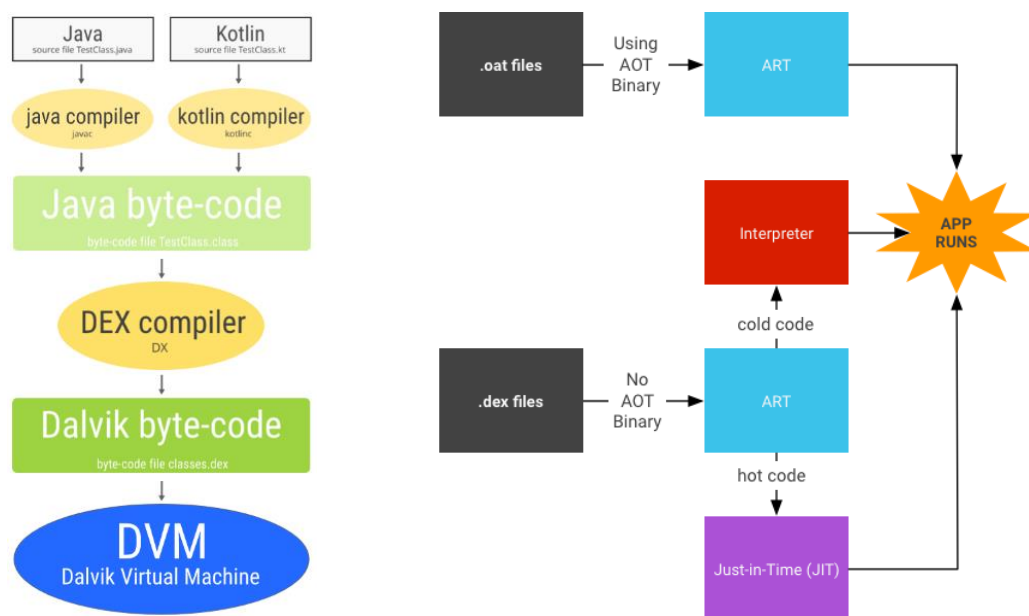 Java
source file TestClass.java
Kotlin
source file TestClass.kt
java compiler
javac
kotlin compiler
kotlinc
Java byte-code
byte-code file TestClass.class
DEX compiler
DX
Dalvik byte-code
byte-code file classes.dex
DVM
Dalvik Virtual Machine
.oat files
Using
AOT
Binary
ART
Interpreter
APP
RUNS
cold code
.dex files
No
AOT
Binary
ART
hot code
Just-in-Time (JIT)